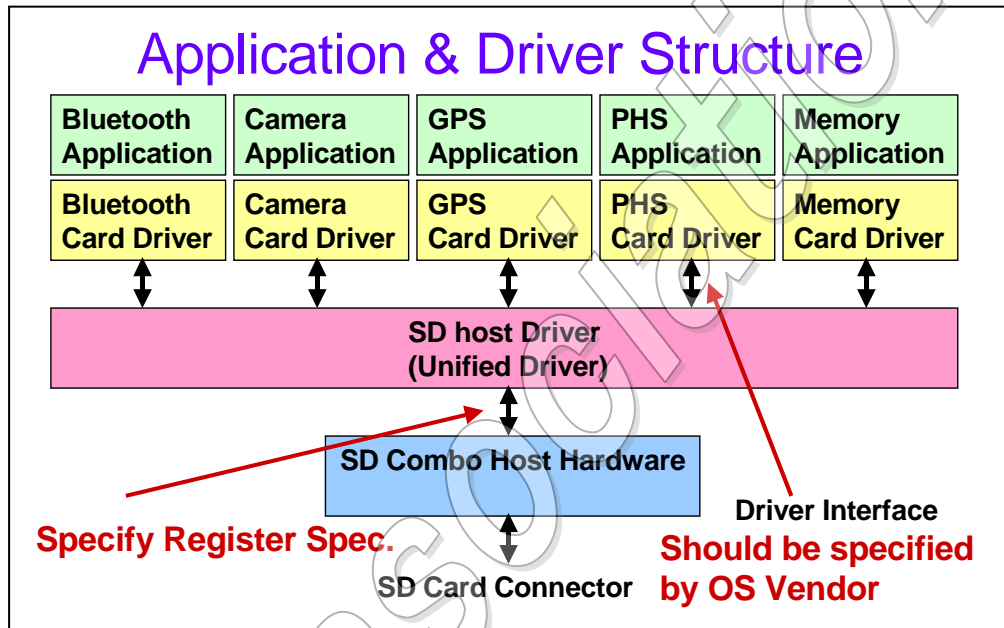 Application & Driver Structure
Bluetooth
Application
Camera
Application
GPS
Application
PHS
Application
Memory
Application
Bluetooth
Card Driver
Camera
Card Driver
GPS
Card Driver
PHS
Card Driver
Memory
Card Driver
SD host Driver
(Unified Driver)
SD Combo Host Hardware
Specify Register Spec.
Driver Interface
Should be specified
by OS Vendor
SD Card Connector
sociation